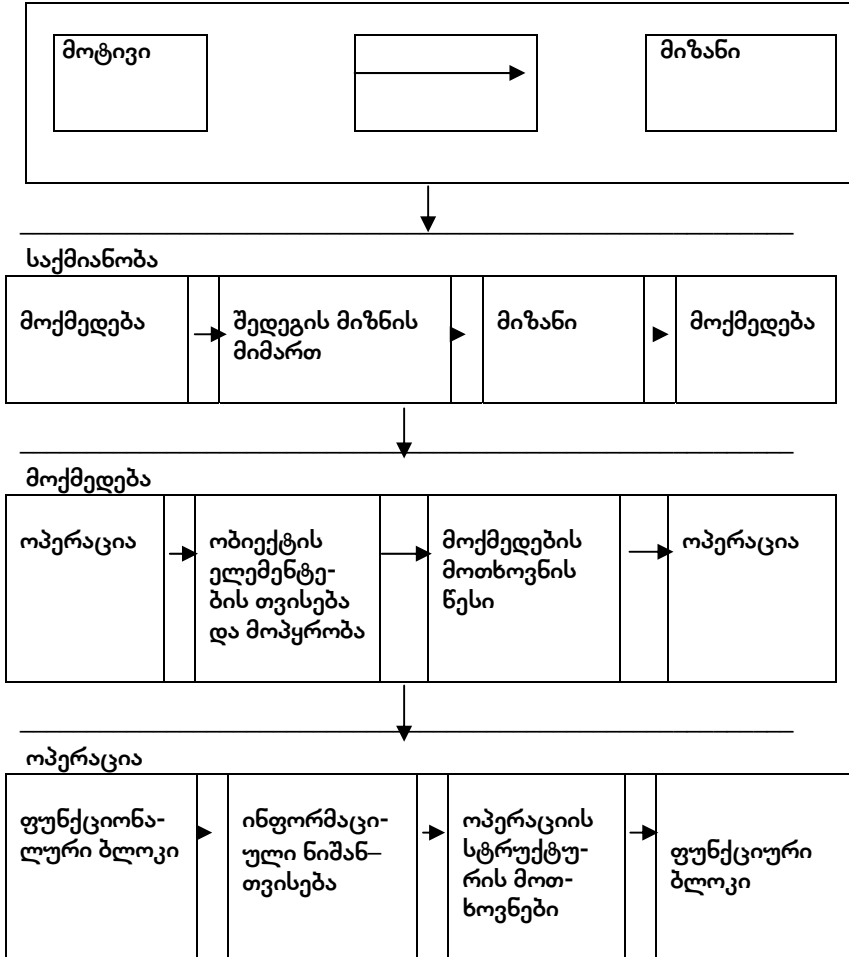 მოტივი
მიზანი
საქმიანობა
მოქმედება
შედეგის მიზნის
მიმართ
მიზანი
მოქმედება
მოქმედება
ოპერაცია
ობიექტის
ელემენტე-
ბის თვისება
და მოპყრობა
მოქმედების
მოთხოვნის
წესი
ოპერაცია
ოპერაცია
ფუნქციონა-
ლური ბლოკი
ინფორმაცი-
ული ნიშან–
თვისება
ოპერაციის
სტრუქტუ-
რის მოთ-
ხოვნები
ფუნქციური
ბლოკი